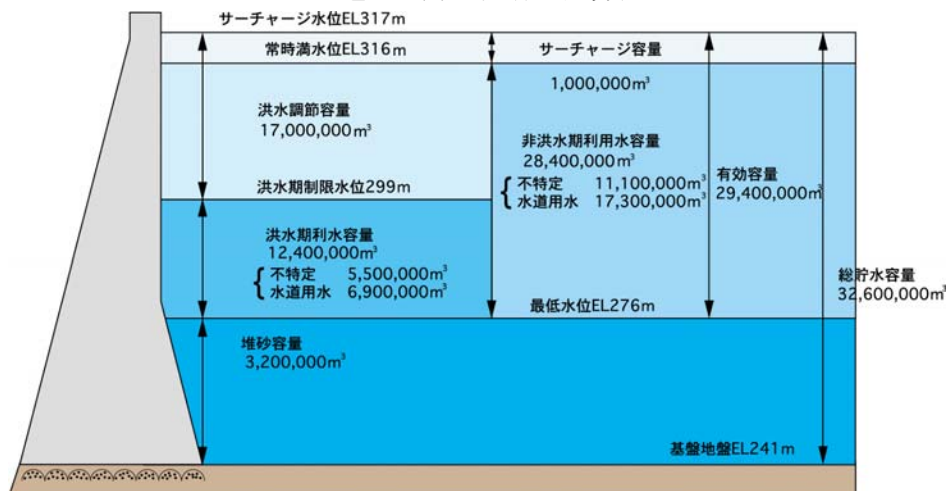 サーチャージ水位EL317m
常時満水位EL316m
サーチャージ容量
1,000,000m³
洪水調節容量
17,000,000m³
非洪水期利用水容量
28,400,000m³
不特定 11,100,000m³
水道用水 17,300,000m³
有効容量
29,400,000m³
洪水期制限水位299m
洪水期利水容量
12,400,000m³
不特定 5,500,000m³
水道用水 6,900,000m³
総貯水容量
32,600,000m³
最低水位EL276m
堆砂容量
3,200,000m³
基盤地盤EL241m